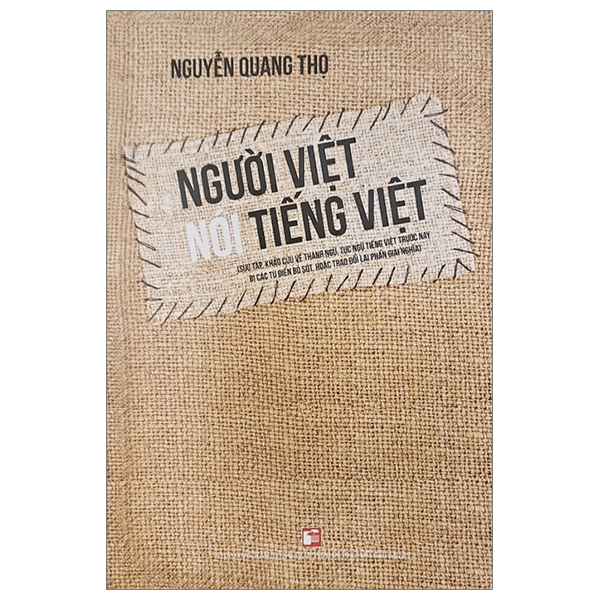 NGUYỄN QUANG THỌ
NGƯỜI VIỆT
NÓI TIẾNG VIỆT
(SƯU TẬP, KHẢO CỨU VỀ THÀNH NGỮ, TỤC NGỮ TIẾNG VIỆT TRƯỚC NAY
BỊ CÁC TỪ ĐIỂN BỎ SÓT, HOẶC TRAO ĐỔI LẠI PHẦN GIẢI NGHĨA)